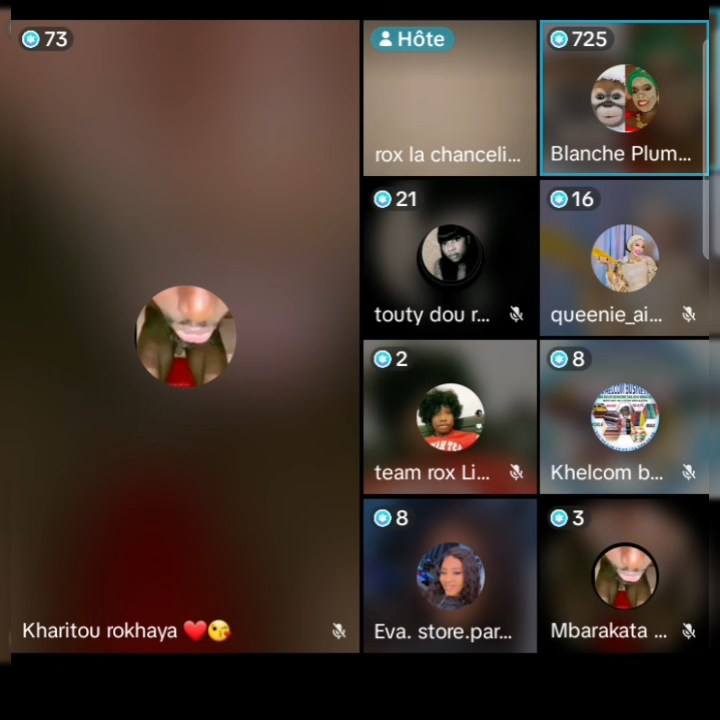 73
Kharitou rokhaya ❤️😘
Hôte
rox la chanceli...
725
Blanche Plum...
21
touty dou r...
16
queenie_ai...
2
team rox Li...
8
Khelcom b...
8
Eva. store.par...
3
Mbarakata ...